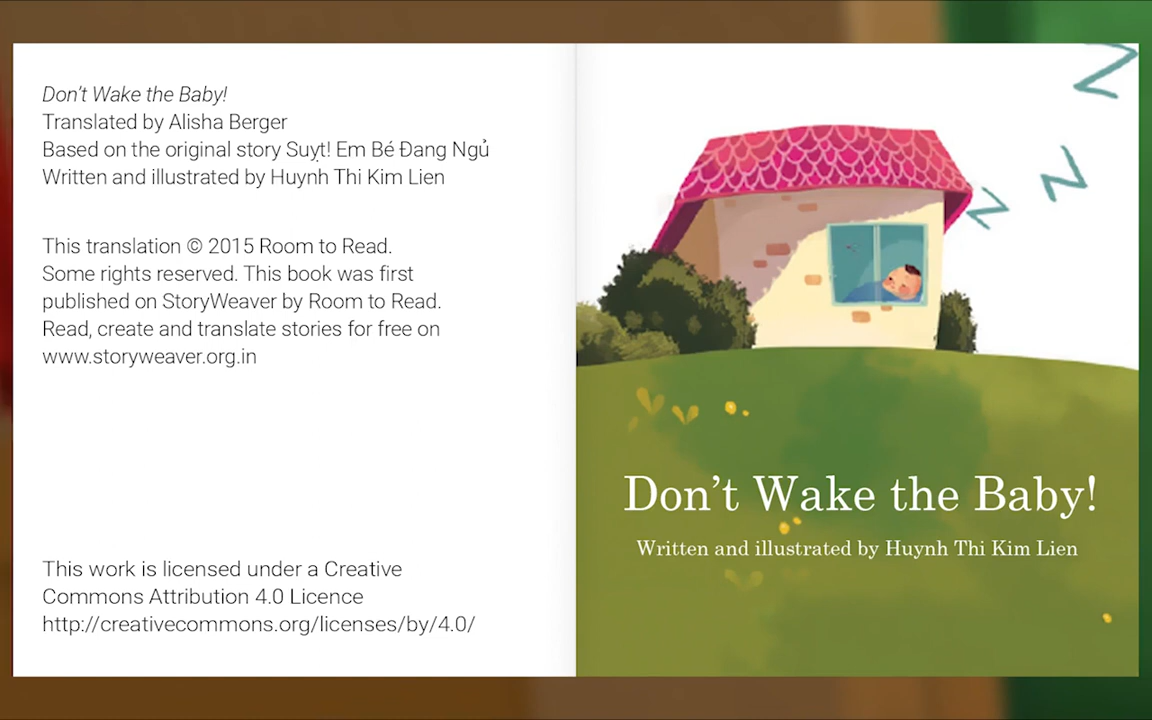 Don't Wake the Baby!
Translated by Alisha Berger
Based on the original story Suỵt! Em Bé Đang Ngủ
Written and illustrated by Huynh Thi Kim Lien
This translation © 2015 Room to Read.
Some rights reserved. This book was first
published on StoryWeaver by Room to Read.
Read, create and translate stories for free on
www.storyweaver.org.in
This work is licensed under a Creative
Commons Attribution 4.0 Licence
http://creativecommons.org/licenses/by/4.0/
Z
Z
Z
Don’t Wake the Baby!
Written and illustrated by Huynh Thi Kim Lien